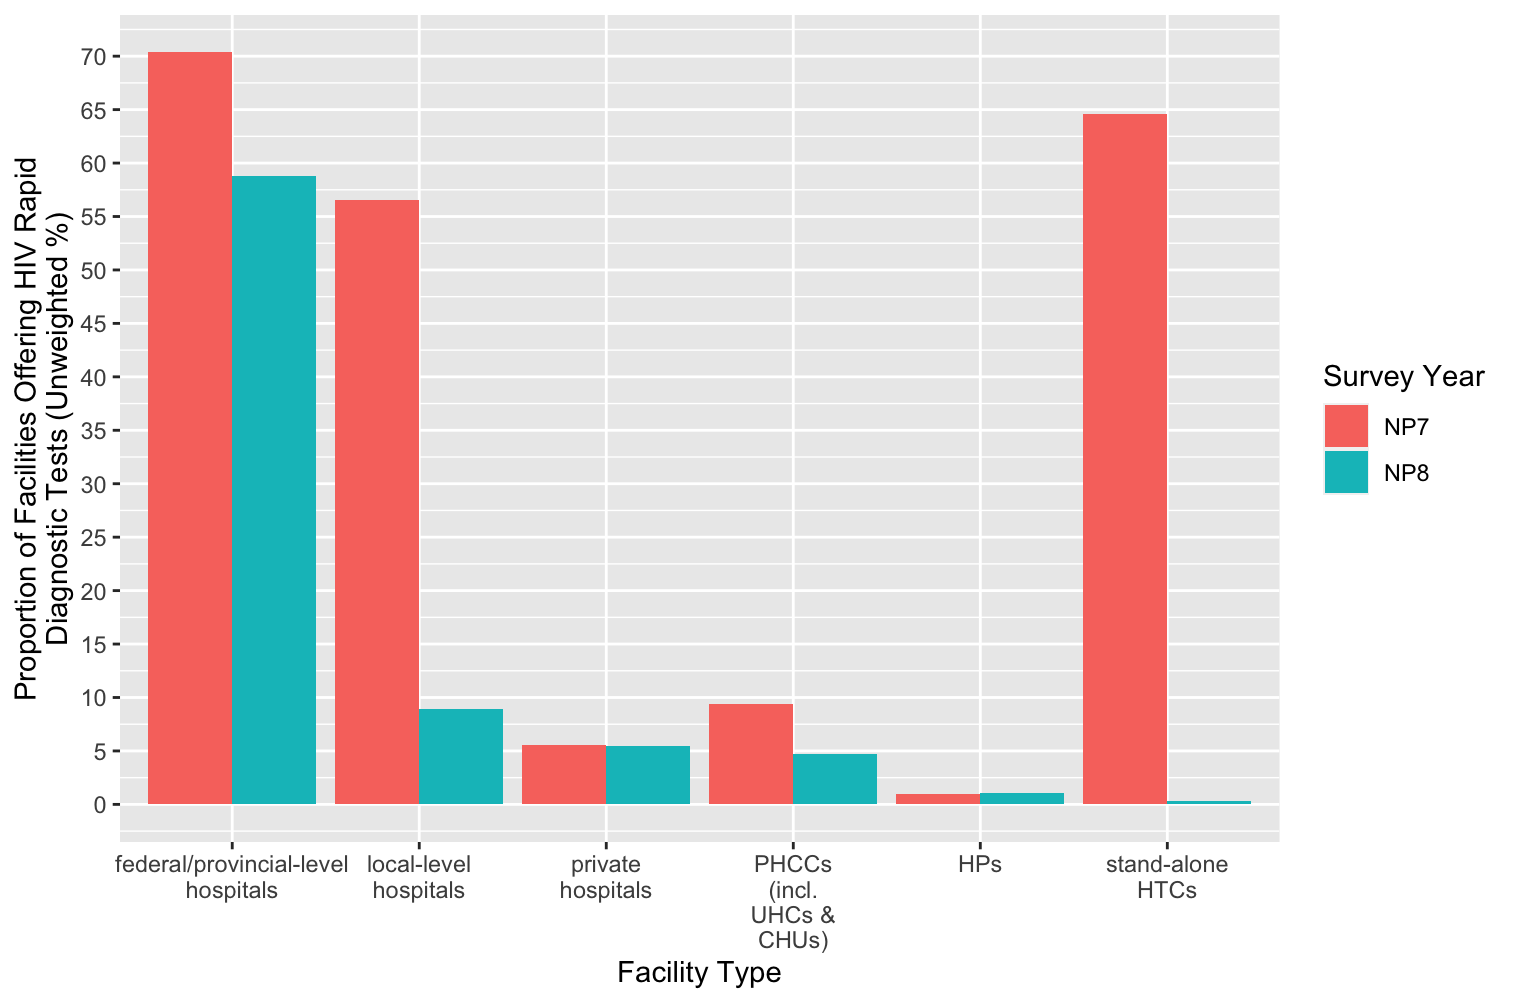 Proportion of Facilities Offering HIV Rapid
Diagnostic Tests (Unweighted %)
70
65
60
55
50
45
40
35
30
25
20
15
10
5
0
federal/provincial-level
hospitals
local-level
hospitals
private
hospitals
PHCCs
(incl.
UHCs &
CHUs)
HPs
stand-alone
HTCs
Facility Type
Survey Year
NP7
NP8